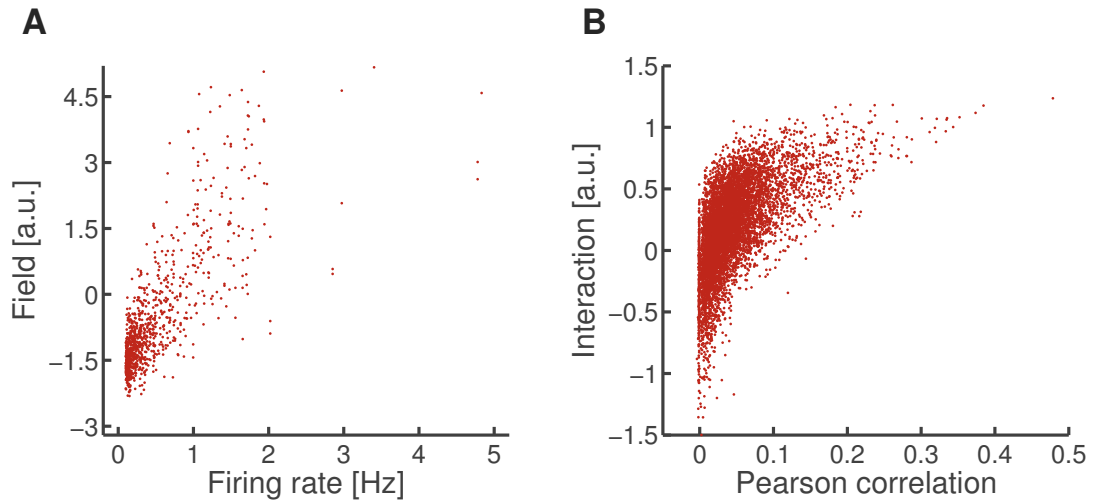 A
Field [a.u.]
4.5
3
1.5
0
−1.5
−3
0 1 2 3 4 5
Firing rate [Hz]
B
Interaction [a.u.]
1.5
1
0.5
0
−0.5
−1
−1.5
0 0.1 0.2 0.3 0.4 0.5
Pearson correlation